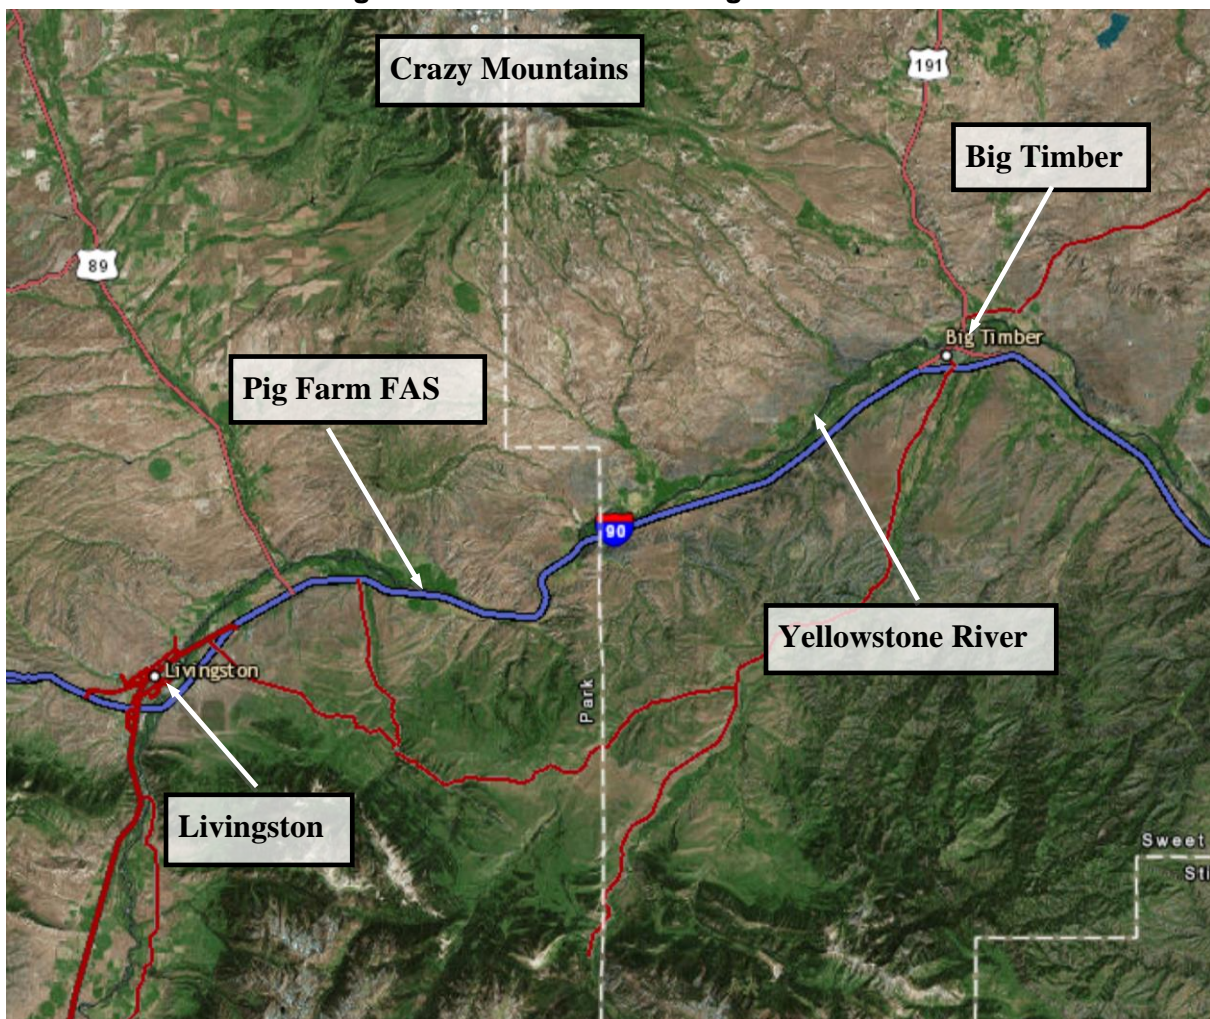 Crazy Mountains
191
Big Timber
89
Big Timber
Pig Farm FAS
90
Yellowstone River
Livingston
Park
Livingston
Sweet